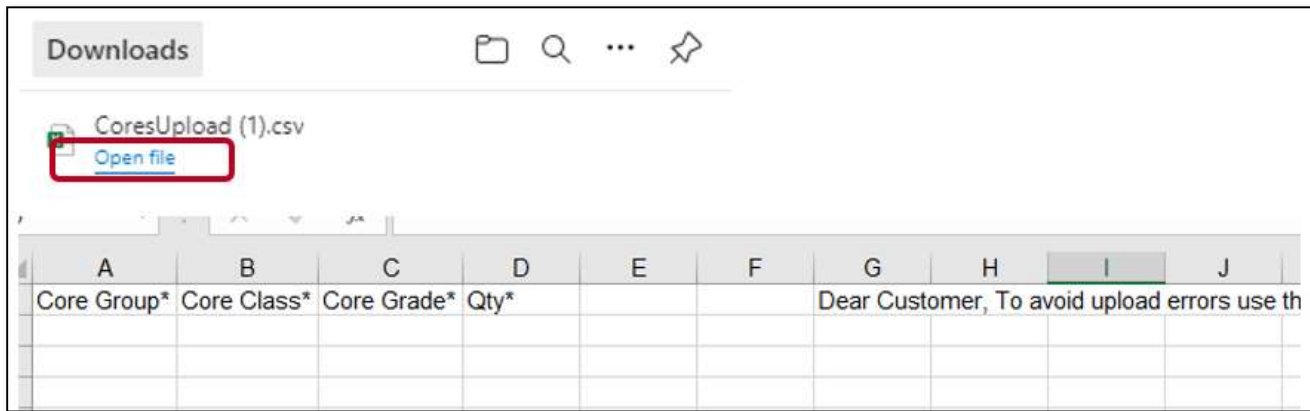 Downloads
CoresUpload (1).csv
Open file
A B C D E F G H I J
Core Group* Core Class* Core Grade* Qty* Dear Customer, To avoid upload errors use th